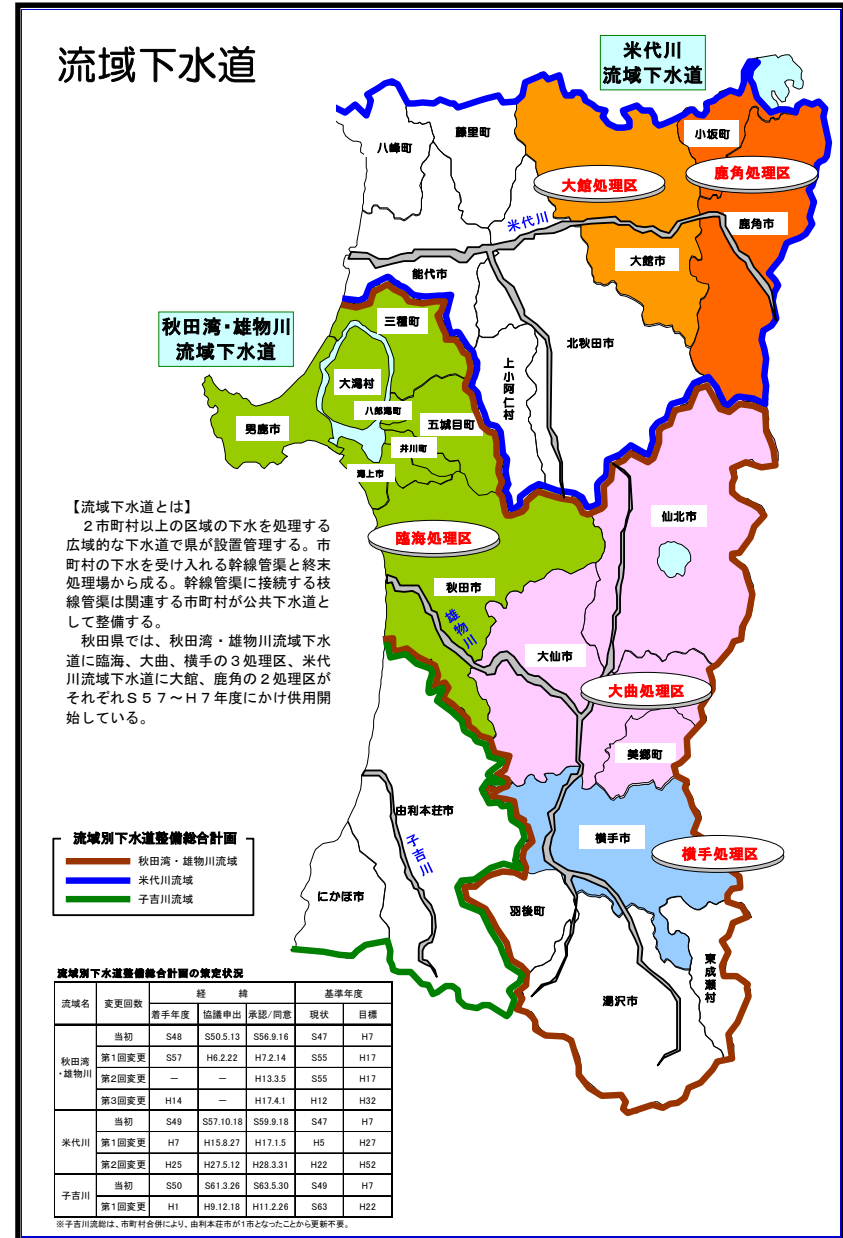 流域下水道
米代川
流域下水道
八峰町
藤里町
小坂町
大館処理区
鹿角処理区
米代川
鹿角市
大館市
能代市
秋田湾・雄物川
流域下水道
三種町
北秋田市
上小阿仁村
大潟村
八郎潟町
五城目町
男鹿市
井川町
潟上市
【流域下水道とは】
　２市町村以上の区域の下水を処理する
広域的な下水道で県が設置管理する。市
町村の下水を受け入れる幹線管渠と終末
処理場から成る。幹線管渠に接続する枝
線管渠は関連する市町村が公共下水道と
して整備する。
　秋田県では、秋田湾・雄物川流域下水
道に臨海、大曲、横手の３処理区、米代
川流域下水道に大館、鹿角の２処理区が
それぞれＳ５７～Ｈ７年度にかけ供用開
始している。
仙北市
臨海処理区
秋田市
雄物川
大仙市
大曲処理区
美郷町
由利本荘市
子吉川
横手市
横手処理区
にかほ市
羽後町
東成瀬村
湯沢市
流域別下水道整備総合計画
秋田湾・雄物川流域
米代川流域
子吉川流域
流域別下水道整備総合計画の策定状況
流域名 変更回数 経　緯 基準年度
着手年度 協議申出 承認/同意 現状 目標
秋田湾・雄物川 当初 S48 S50.5.13 S56.9.16 S47 H7
第1回変更 S57 H6.2.22 H7.2.14 S55 H17
第2回変更 － － H13.3.5 S55 H17
第3回変更 H14 － H17.4.1 H12 H32
米代川 当初 S49 S57.10.18 S59.9.18 S47 H7
第1回変更 H7 H15.8.27 H17.1.5 H5 H27
第2回変更 H25 H27.5.12 H28.3.31 H22 H52
子吉川 当初 S50 S61.3.26 S63.5.30 S49 H7
第1回変更 H1 H9.12.18 H11.2.26 S63 H22
※子吉川流総は、市町村合併により、由利本荘市が1市となったことから更新不要。